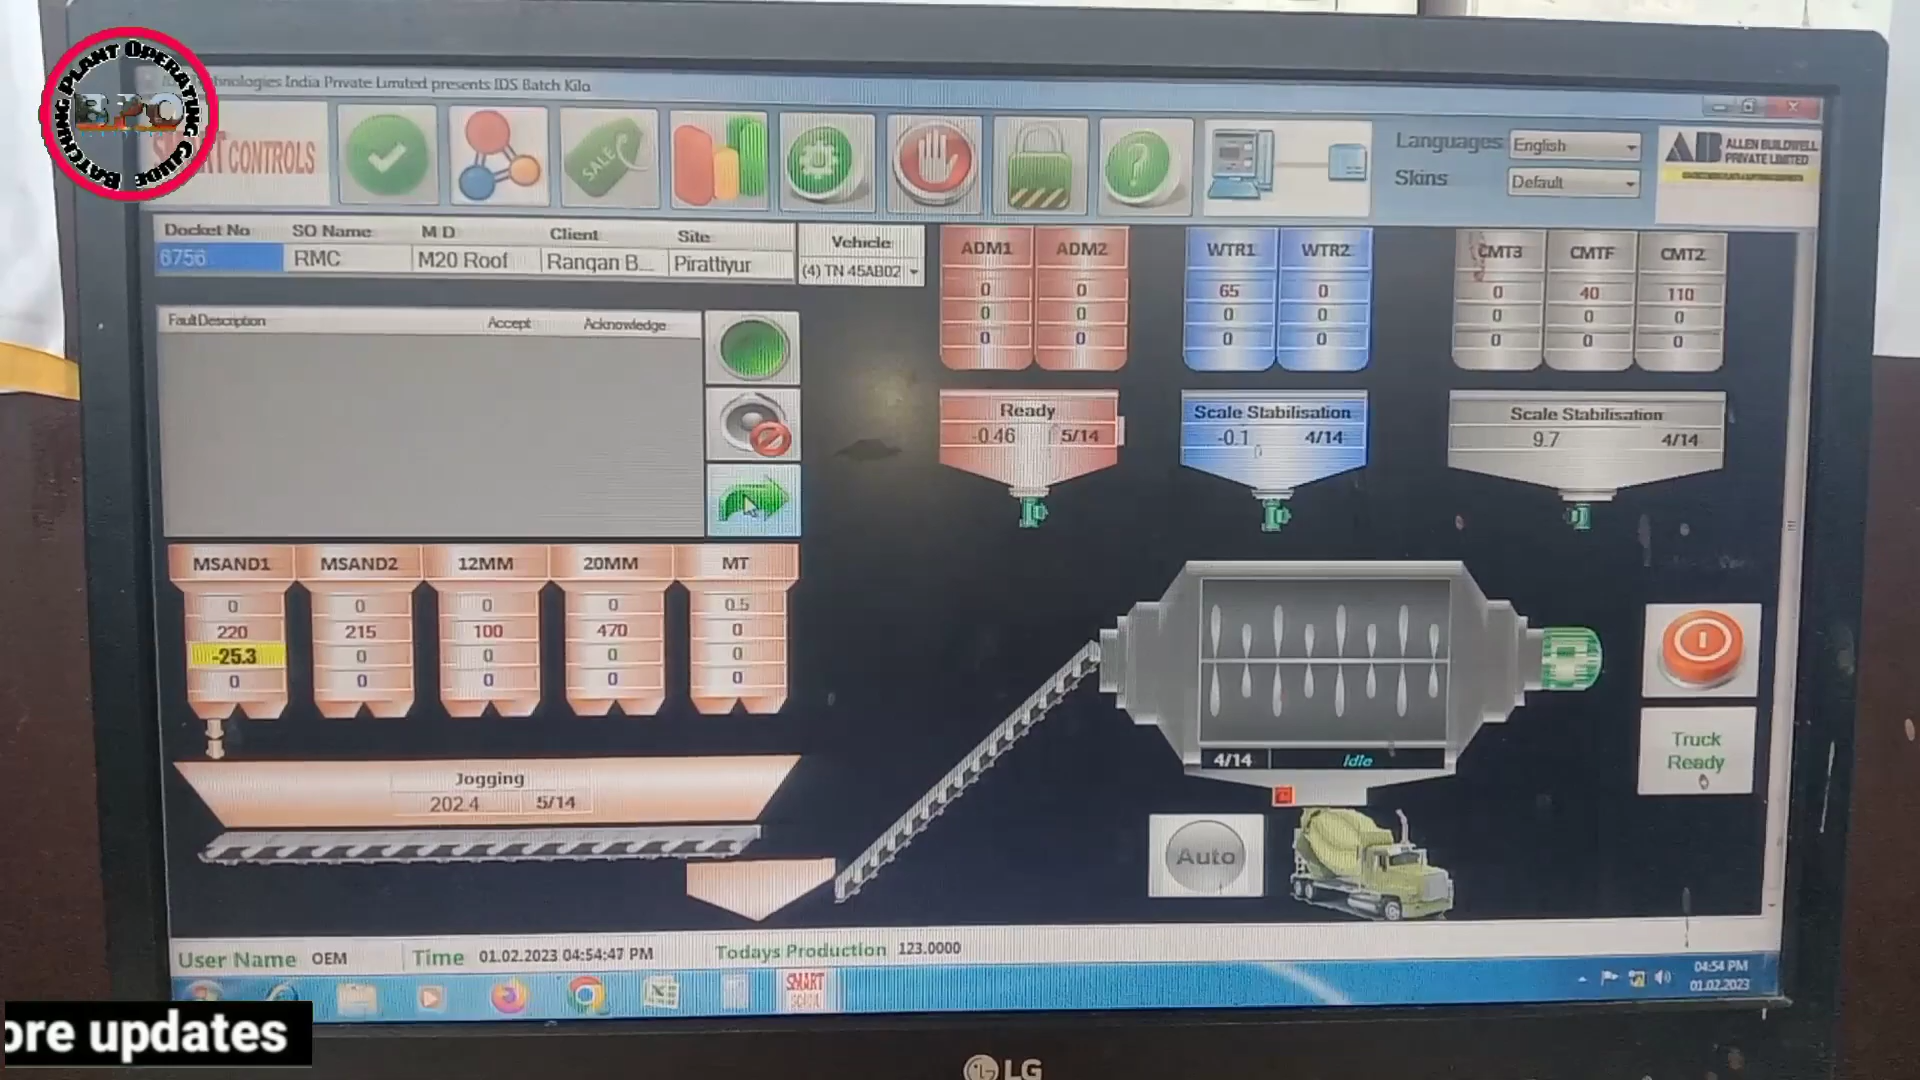 BATCHING PLANT OPERATING GUIDE
BPO
Technologies India Private Limited presents IDS Batch Kilo
SMART CONTROLS
SALE
Languages English
Skins Default
AB ALLEN BUILDWELL
PRIVATE LIMITED
Docket No SO Name M D Client Site Vehicle
6756 RMC M20 Roof Rangan B... Pirattiyur (4) TN 45AB02
ADM1 ADM2 WTR1 WTR2 CMT3 CMTF CMT2
0 0 65 0 0 40 110
0 0 0 0 0 0 0
0 0 0 0 0 0 0
Fault Description Accept Acknowledge
Ready
-0.46 5/14
Scale Stabilisation
-0.1 4/14
Scale Stabilisation
9.7 4/14
MSAND1 MSAND2 12MM 20MM MT
0 0 0 0 0.5
220 215 100 470 0
-25.3 0 0 0 0
0 0 0 0 0
Jogging
202.4 5/14
4/14 Idle
Truck
Ready
Auto
User Name OEM Time 01.02.2023 04:54:47 PM Todays Production 123.0000
SMART
04:54 PM
01.02.2023
ore updates
LG